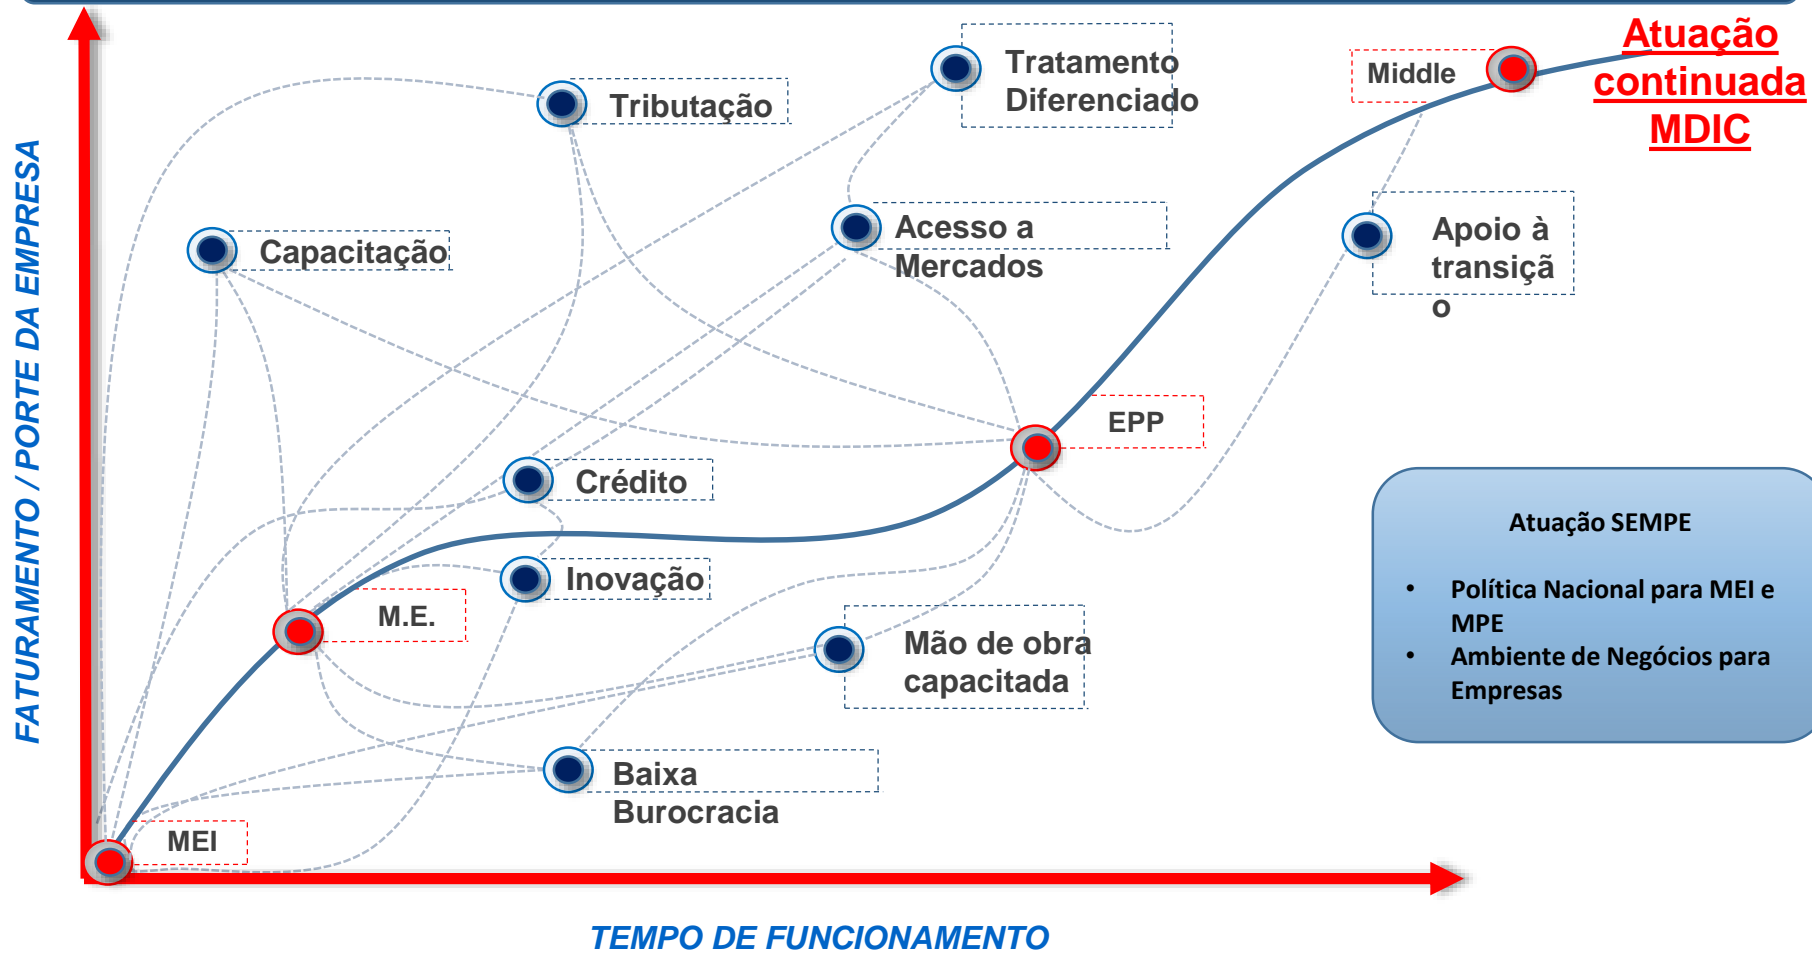 Atuação
continuada
MDIC
Tratamento
Diferenciado
Middle
Tributação
Capacitação
Acesso a
Mercados
Apoio à
transiçã
o
FATURAMENTO / PORTE DA EMPRESA
EPP
Crédito
Inovação
M.E.
Mão de obra
capacitada
Baixa
Burocracia
MEI
Atuação SEMPE
• Política Nacional para MEI e
MPE
• Ambiente de Negócios para
Empresas
TEMPO DE FUNCIONAMENTO